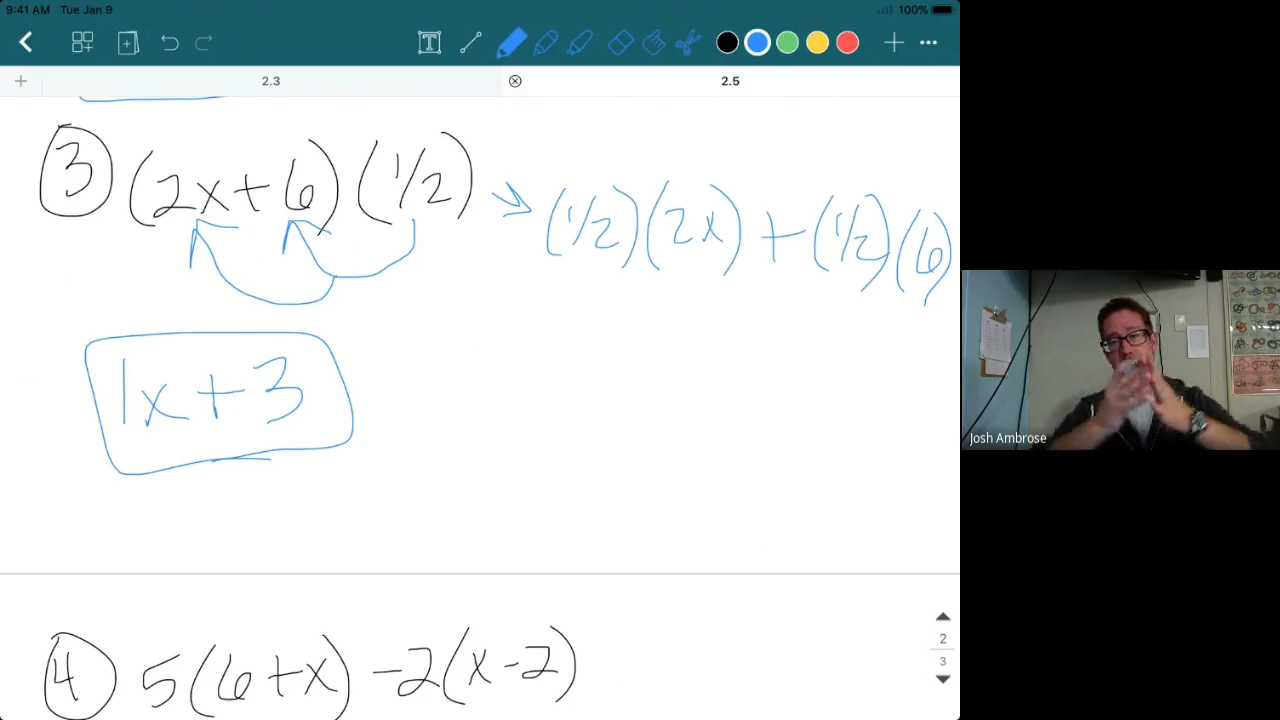 9:41 AM Tue Jan 9
100%
T
2.3
2.5
3 (2x+6)(1/2) (1/2)(2x) + (1/2)(6)
1x+3
Josh Ambrose
2
3
4 5(6+x) -2(x-2)